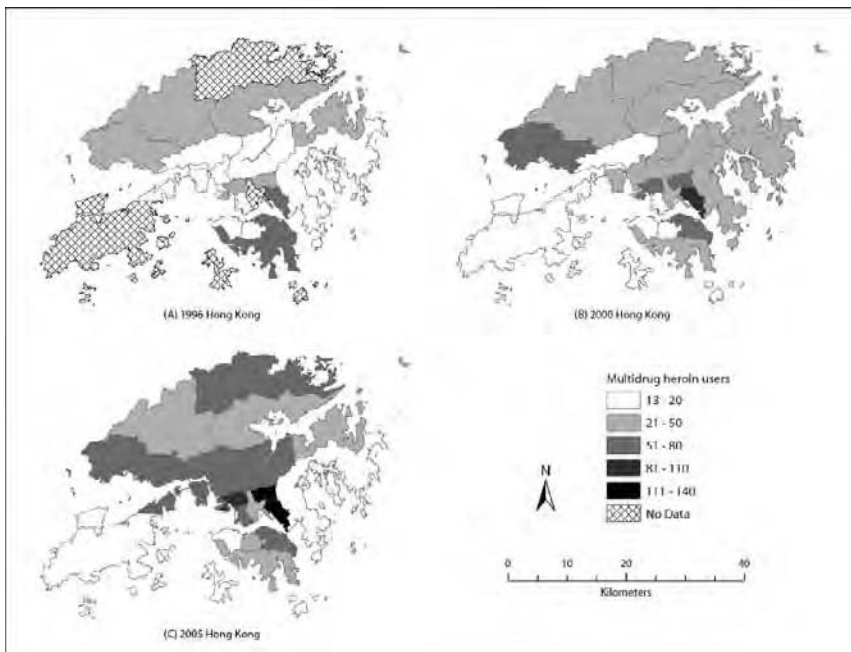 (A) 1996 Hong Kong
(B) 2000 Hong Kong
(C) 2005 Hong Kong
Multidrug heroin users
13 - 20
21 - 50
51 - 80
81 - 110
111 - 140
No Data
N
0 10 20 40
Kilometers